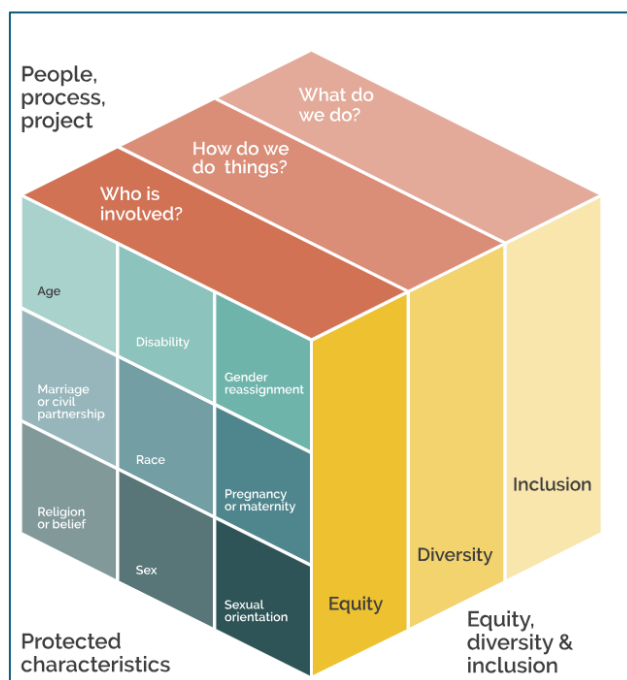 People,
process,
project
What do
we do?
How do we
do things?
Who is
involved?
Age
Disability
Gender
reassignment
Marriage
or civil
partnership
Race
Pregnancy
or maternity
Religion
or belief
Sex
Sexual
orientation
Equity
Diversity
Inclusion
Protected
characteristics
Equity,
diversity &
inclusion